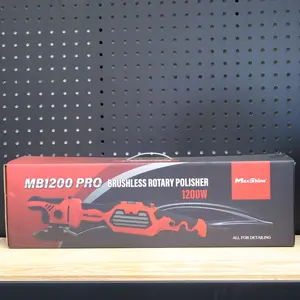 MB1200 PRO BRUSHLESS ROTARY POLISHER
1200W
MaxShine
ALL FOR DETAILING